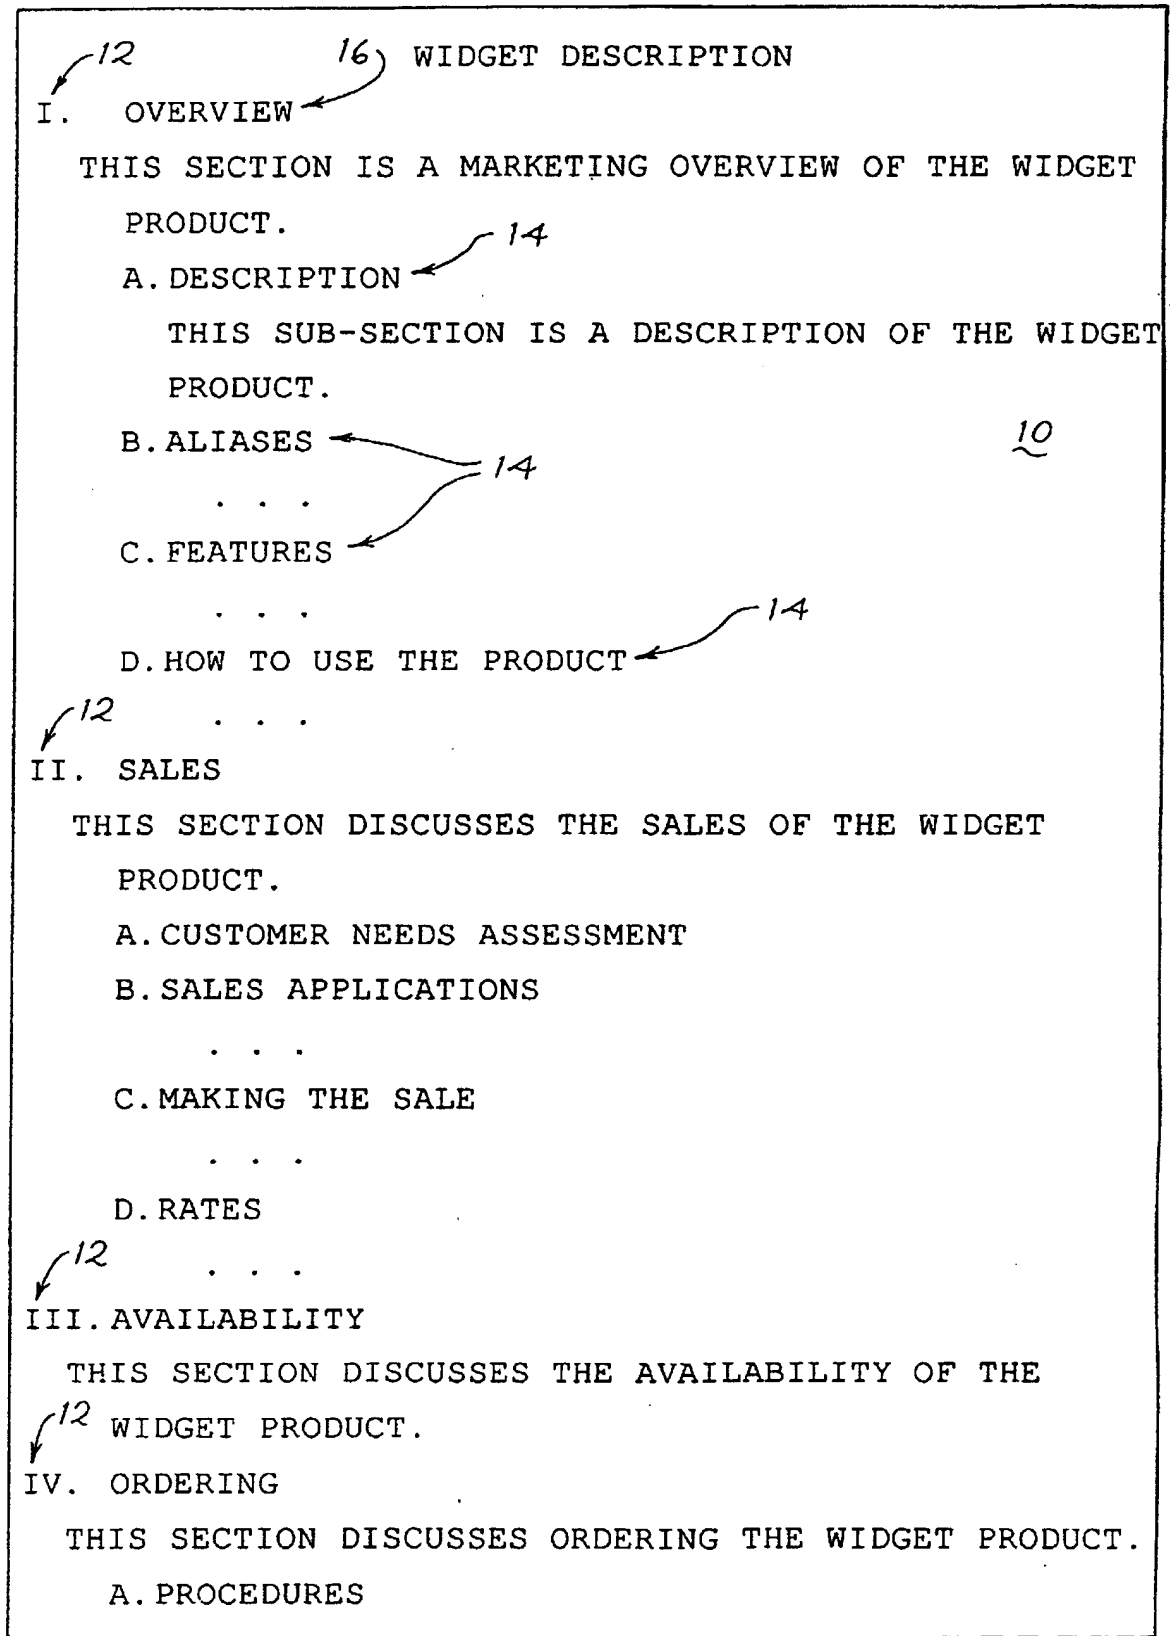 12 16 WIDGET DESCRIPTION
I. OVERVIEW
THIS SECTION IS A MARKETING OVERVIEW OF THE WIDGET
PRODUCT.
14
A. DESCRIPTION
THIS SUB-SECTION IS A DESCRIPTION OF THE WIDGET
PRODUCT.
B. ALIASES
10
14
. . .
C. FEATURES
. . .
14
D. HOW TO USE THE PRODUCT
12
. . .
II. SALES
THIS SECTION DISCUSSES THE SALES OF THE WIDGET
PRODUCT.
A. CUSTOMER NEEDS ASSESSMENT
B. SALES APPLICATIONS
. . .
C. MAKING THE SALE
. . .
D. RATES
12
. . .
III. AVAILABILITY
THIS SECTION DISCUSSES THE AVAILABILITY OF THE
12 WIDGET PRODUCT.
IV. ORDERING
THIS SECTION DISCUSSES ORDERING THE WIDGET PRODUCT.
A. PROCEDURES